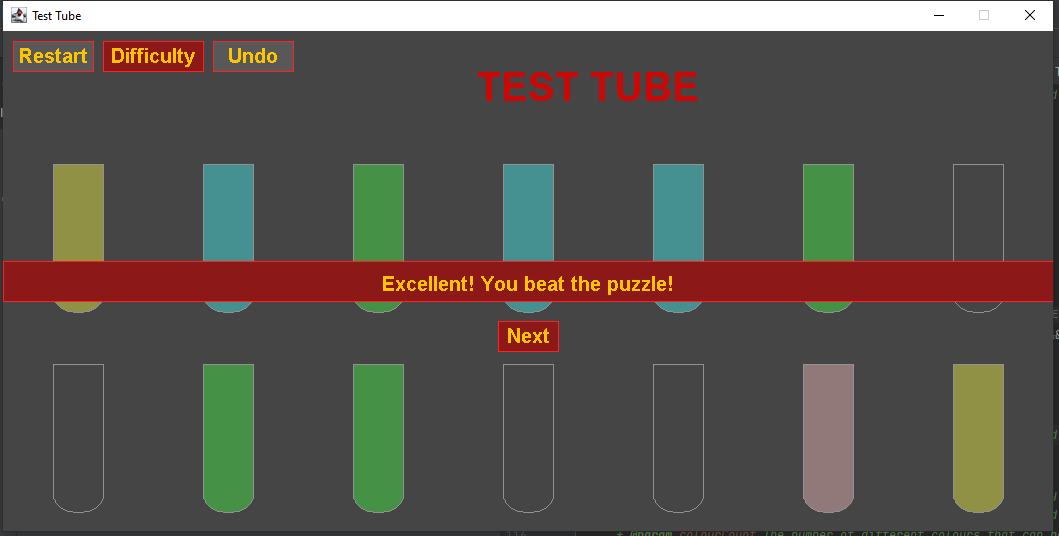 Test Tube
Restart Difficulty Undo
TEST TUBE
Excellent! You beat the puzzle!
Next